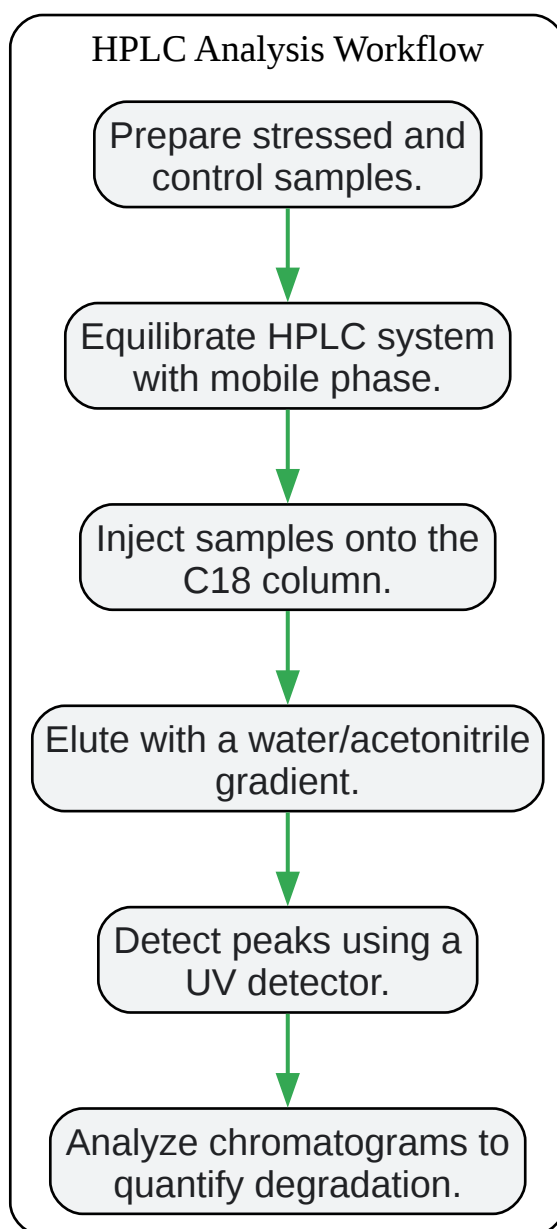 HPLC Analysis Workflow
Prepare stressed and
control samples.
Equilibrate HPLC system
with mobile phase.
Inject samples onto the
C18 column.
Elute with a water/acetonitrile
gradient.
Detect peaks using a
UV detector.
Analyze chromatograms to
quantify degradation.